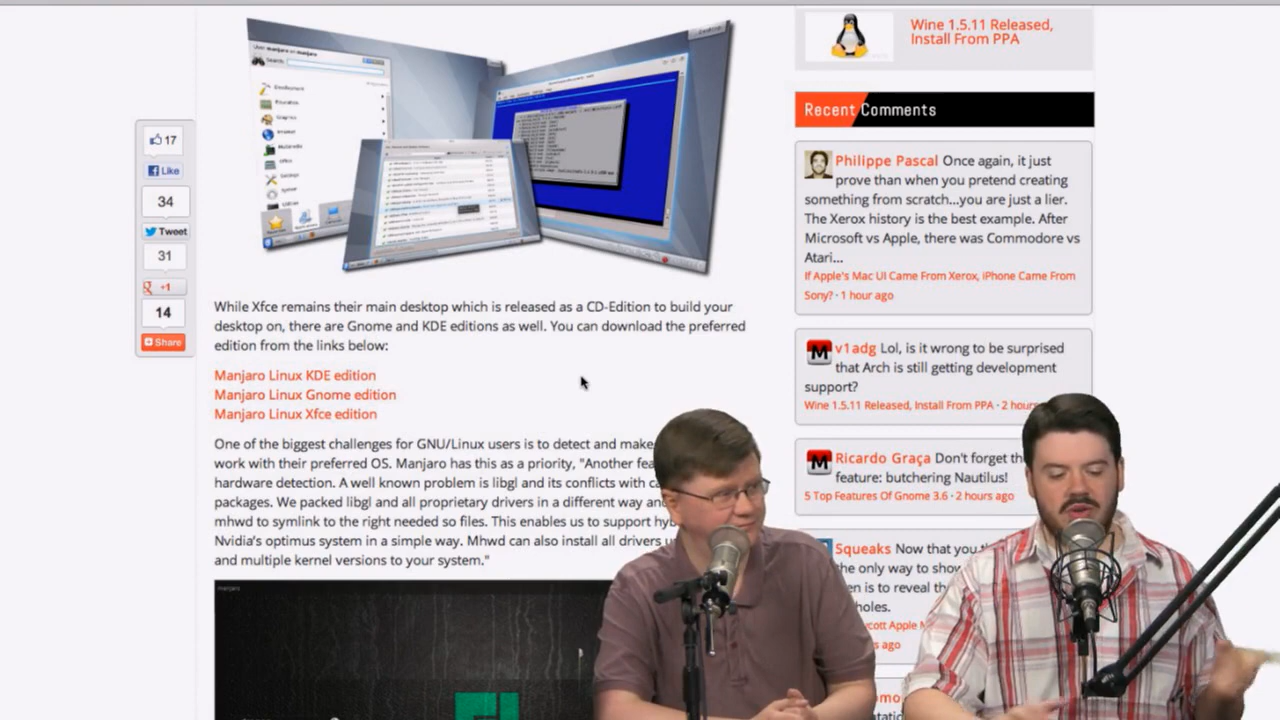 17
Like
34
Tweet
31
+1
14
Share
While Xfce remains their main desktop which is released as a CD-Edition to build your
desktop on, there are Gnome and KDE editions as well. You can download the preferred
edition from the links below:
Manjaro Linux KDE edition
Manjaro Linux Gnome edition
Manjaro Linux Xfce edition
One of the biggest challenges for GNU/Linux users is to detect and make
work with their preferred OS. Manjaro has this as a priority, "Another fea
hardware detection. A well known problem is libgl and its conflicts with ca
packages. We packed libgl and all proprietary drivers in a different way and
mhwd to symlink to the right needed so files. This enables us to support hy
Nvidia's optimus system in a simple way. Mhwd can also install all drivers u
and multiple kernel versions to your system."
manjaro
Wine 1.5.11 Released,
Install From PPA
Recent Comments
Philippe Pascal Once again, it just
prove than when you pretend creating
something from scratch...you are just a lier.
The Xerox history is the best example. After
Microsoft vs Apple, there was Commodore vs
Atari...
If Apple's Mac UI Came From Xerox, iPhone Came From
Sony? · 1 hour ago
v1adg Lol, is it wrong to be surprised
that Arch is still getting development
support?
Wine 1.5.11 Released, Install From PPA · 2 hours
Ricardo Graça Don't forget th
feature: butchering Nautilus!
5 Top Features Of Gnome 3.6 · 2 hours ago
Squeaks Now that you
the only way to show
en is to reveal the
holes.
ycott Apple
ago
omo